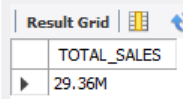 Result Grid
TOTAL_SALES
29.36M